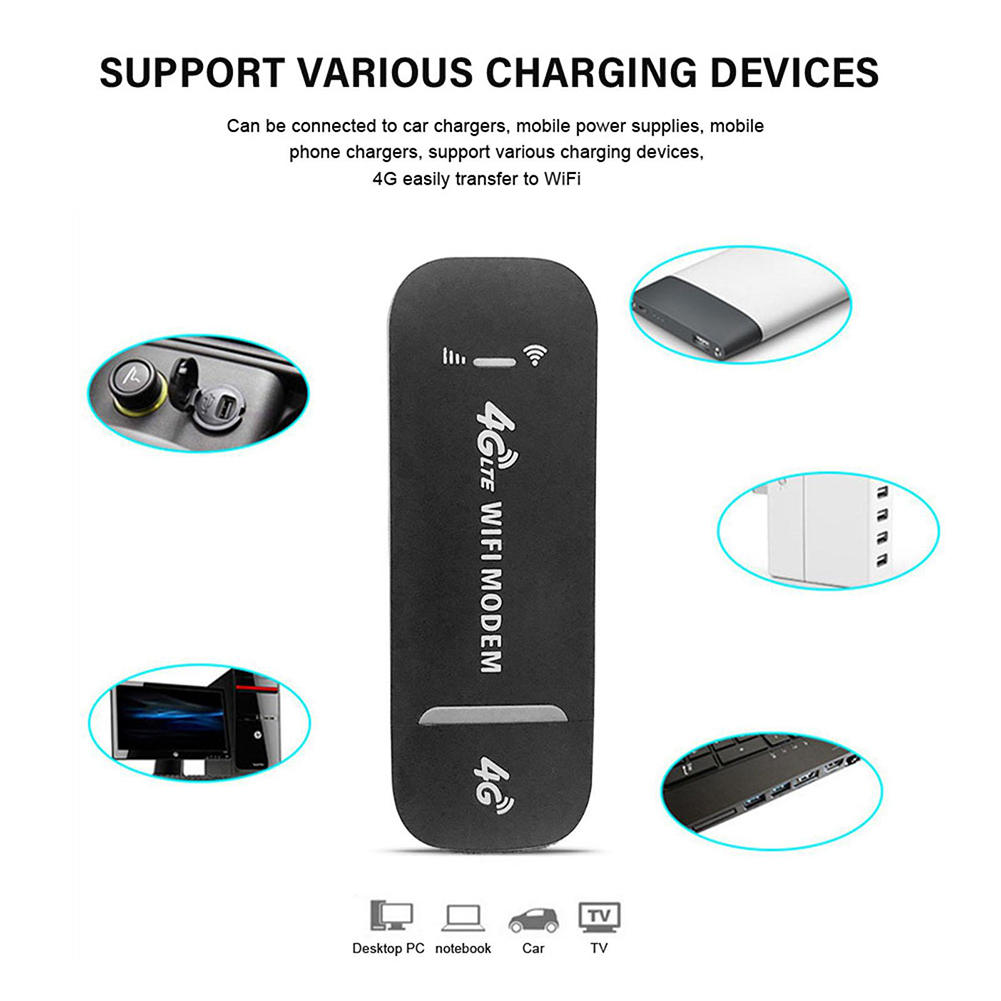 SUPPORT VARIOUS CHARGING DEVICES
Can be connected to car chargers, mobile power supplies, mobile
phone chargers, support various charging devices,
4G easily transfer to WiFi
4G LTE WIFI MODEM
4G
TV
Desktop PC
notebook
Car
TV